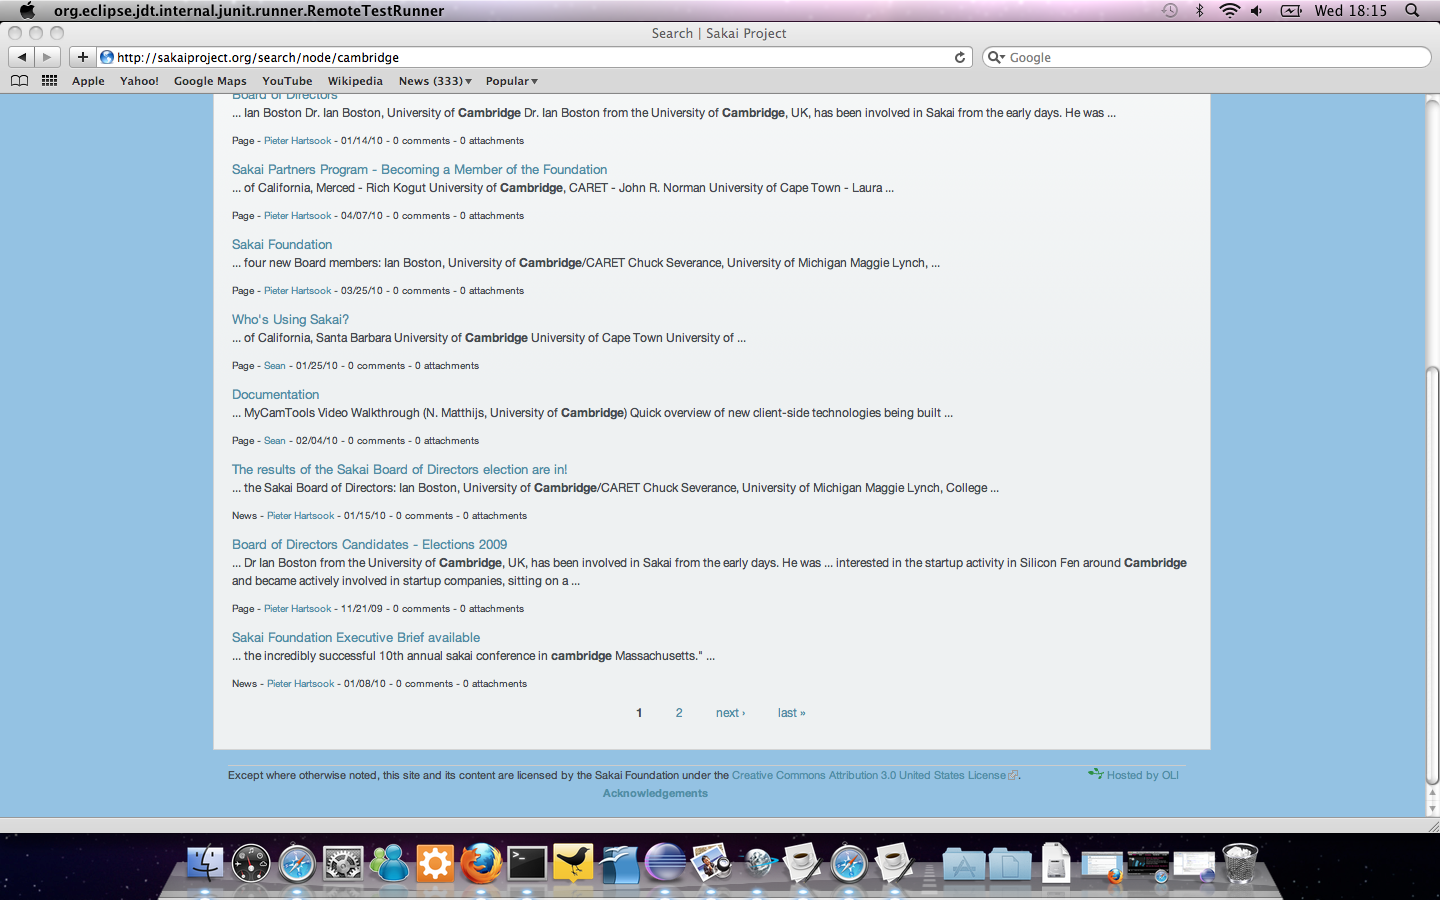 org.eclipse.jdt.internal.junit.runner.RemoteTestRunner Wed 18:15
Search | Sakai Project
http://sakaiproject.org/search/node/cambridge Google
Apple Yahoo! Google Maps YouTube Wikipedia News (333) Popular
Board of Directors
... Ian Boston Dr. Ian Boston, University of Cambridge Dr. Ian Boston from the University of Cambridge, UK, has been involved in Sakai from the early days. He was ...
Page - Pieter Hartsook - 01/14/10 - 0 comments - 0 attachments
Sakai Partners Program - Becoming a Member of the Foundation
... of California, Merced - Rich Kogut University of Cambridge, CARET - John R. Norman University of Cape Town - Laura ...
Page - Pieter Hartsook - 04/07/10 - 0 comments - 0 attachments
Sakai Foundation
... four new Board members: Ian Boston, University of Cambridge/CARET Chuck Severance, University of Michigan Maggie Lynch, ...
Page - Pieter Hartsook - 03/25/10 - 0 comments - 0 attachments
Who's Using Sakai?
... of California, Santa Barbara University of Cambridge University of Cape Town University of ...
Page - Sean - 01/25/10 - 0 comments - 0 attachments
Documentation
... MyCamTools Video Walkthrough (N. Matthijs, University of Cambridge) Quick overview of new client-side technologies being built ...
Page - Sean - 02/04/10 - 0 comments - 0 attachments
The results of the Sakai Board of Directors election are in!
... the Sakai Board of Directors: Ian Boston, University of Cambridge/CARET Chuck Severance, University of Michigan Maggie Lynch, College ...
News - Pieter Hartsook - 01/15/10 - 0 comments - 0 attachments
Board of Directors Candidates - Elections 2009
... Dr Ian Boston from the University of Cambridge, UK, has been involved in Sakai from the early days. He was ... interested in the startup activity in Silicon Fen around Cambridge
and became actively involved in startup companies, sitting on a ...
Page - Pieter Hartsook - 11/21/09 - 0 comments - 0 attachments
Sakai Foundation Executive Brief available
... the incredibly successful 10th annual sakai conference in cambridge Massachusetts." ...
News - Pieter Hartsook - 01/08/10 - 0 comments - 0 attachments
1 2 next › last »
Except where otherwise noted, this site and its content are licensed by the Sakai Foundation under the Creative Commons Attribution 3.0 United States License. Hosted by OLI
Acknowledgements